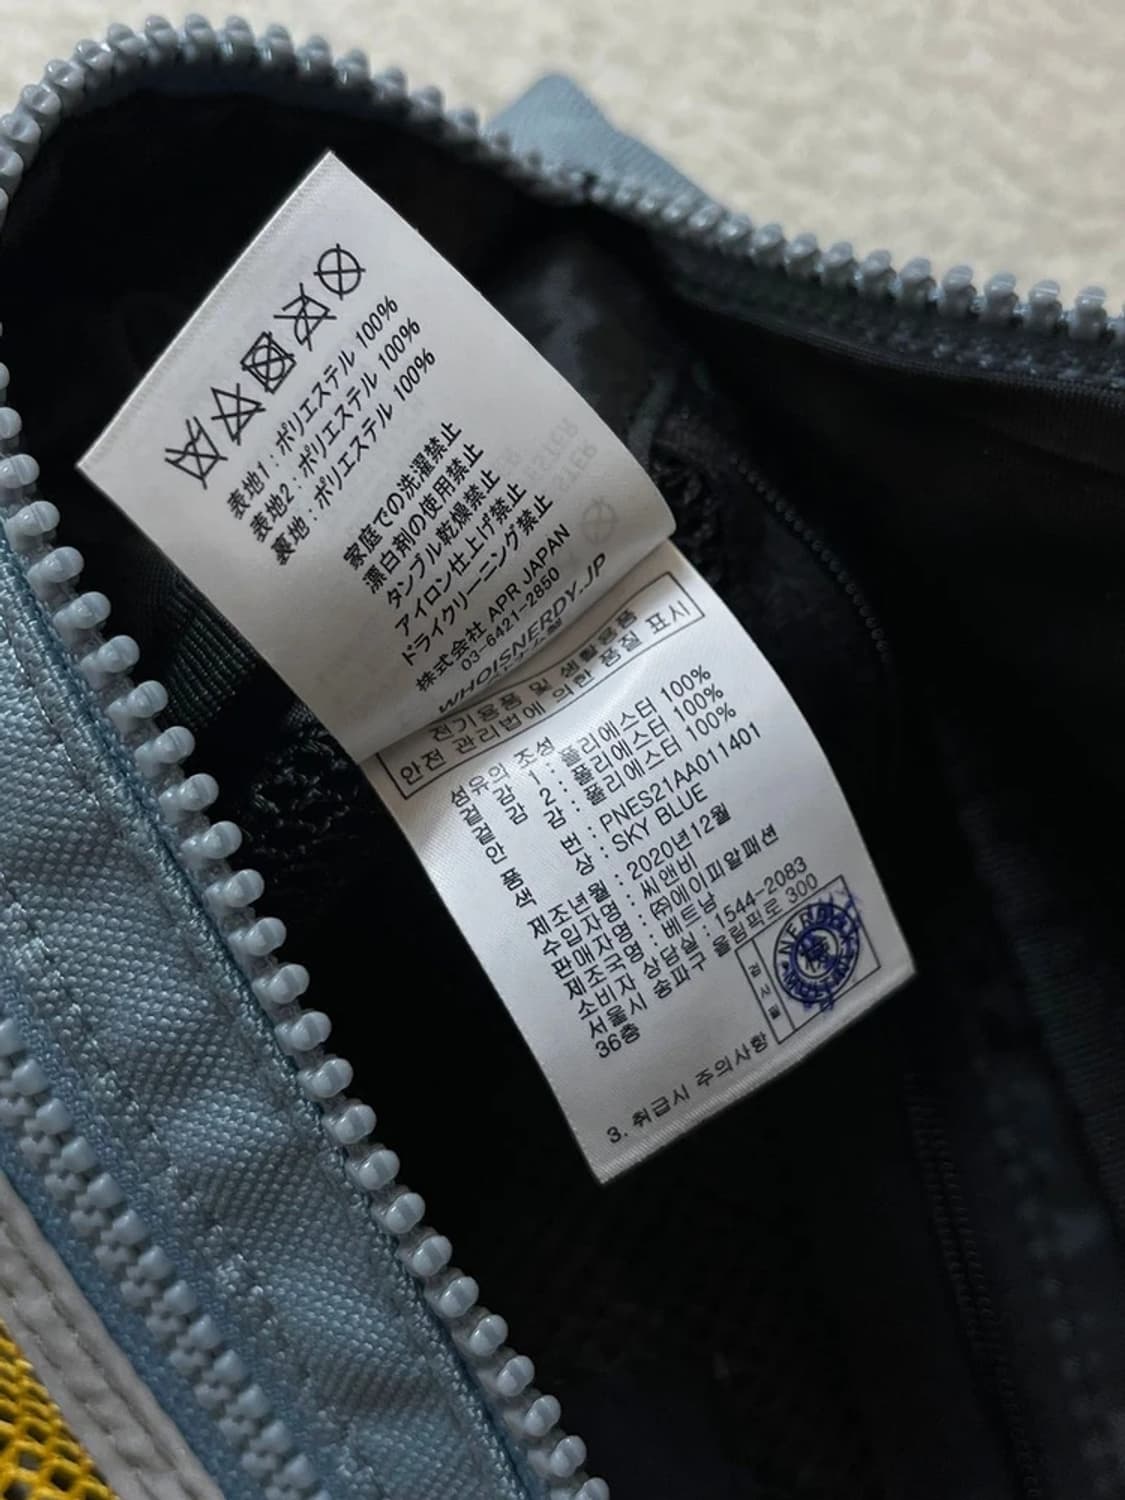 表地1：ポリエステル 100%
表地2：ポリエステル 100%
裏地：ポリエステル 100%
家庭での洗濯禁止
漂白剤の使用禁止
タンブル乾燥禁止
アイロン仕上げ禁止
ドライクリーニング禁止
株式会社 APR JAPAN
03-6421-2850
WHOISNERDY.JP
전기용품 및 생활용품
안전 관리법에 의한 품질 표시
섬유의 조성
겉감 1 : 폴리에스터 100%
겉감 2 : 폴리에스터 100%
안감 : 폴리에스터 100%
품번 : PNES21AA011401
색상 : SKY BLUE
제조년월 : 2020년12월
수입자명 : 씨앤비
판매자명 : ㈜에이피알패션
제조국명 : 베트남
소비자 상담실 : 1544-2083
서울시 송파구 올림픽로 300
36층
검사필
NERDY
3. 취급시 주의사항